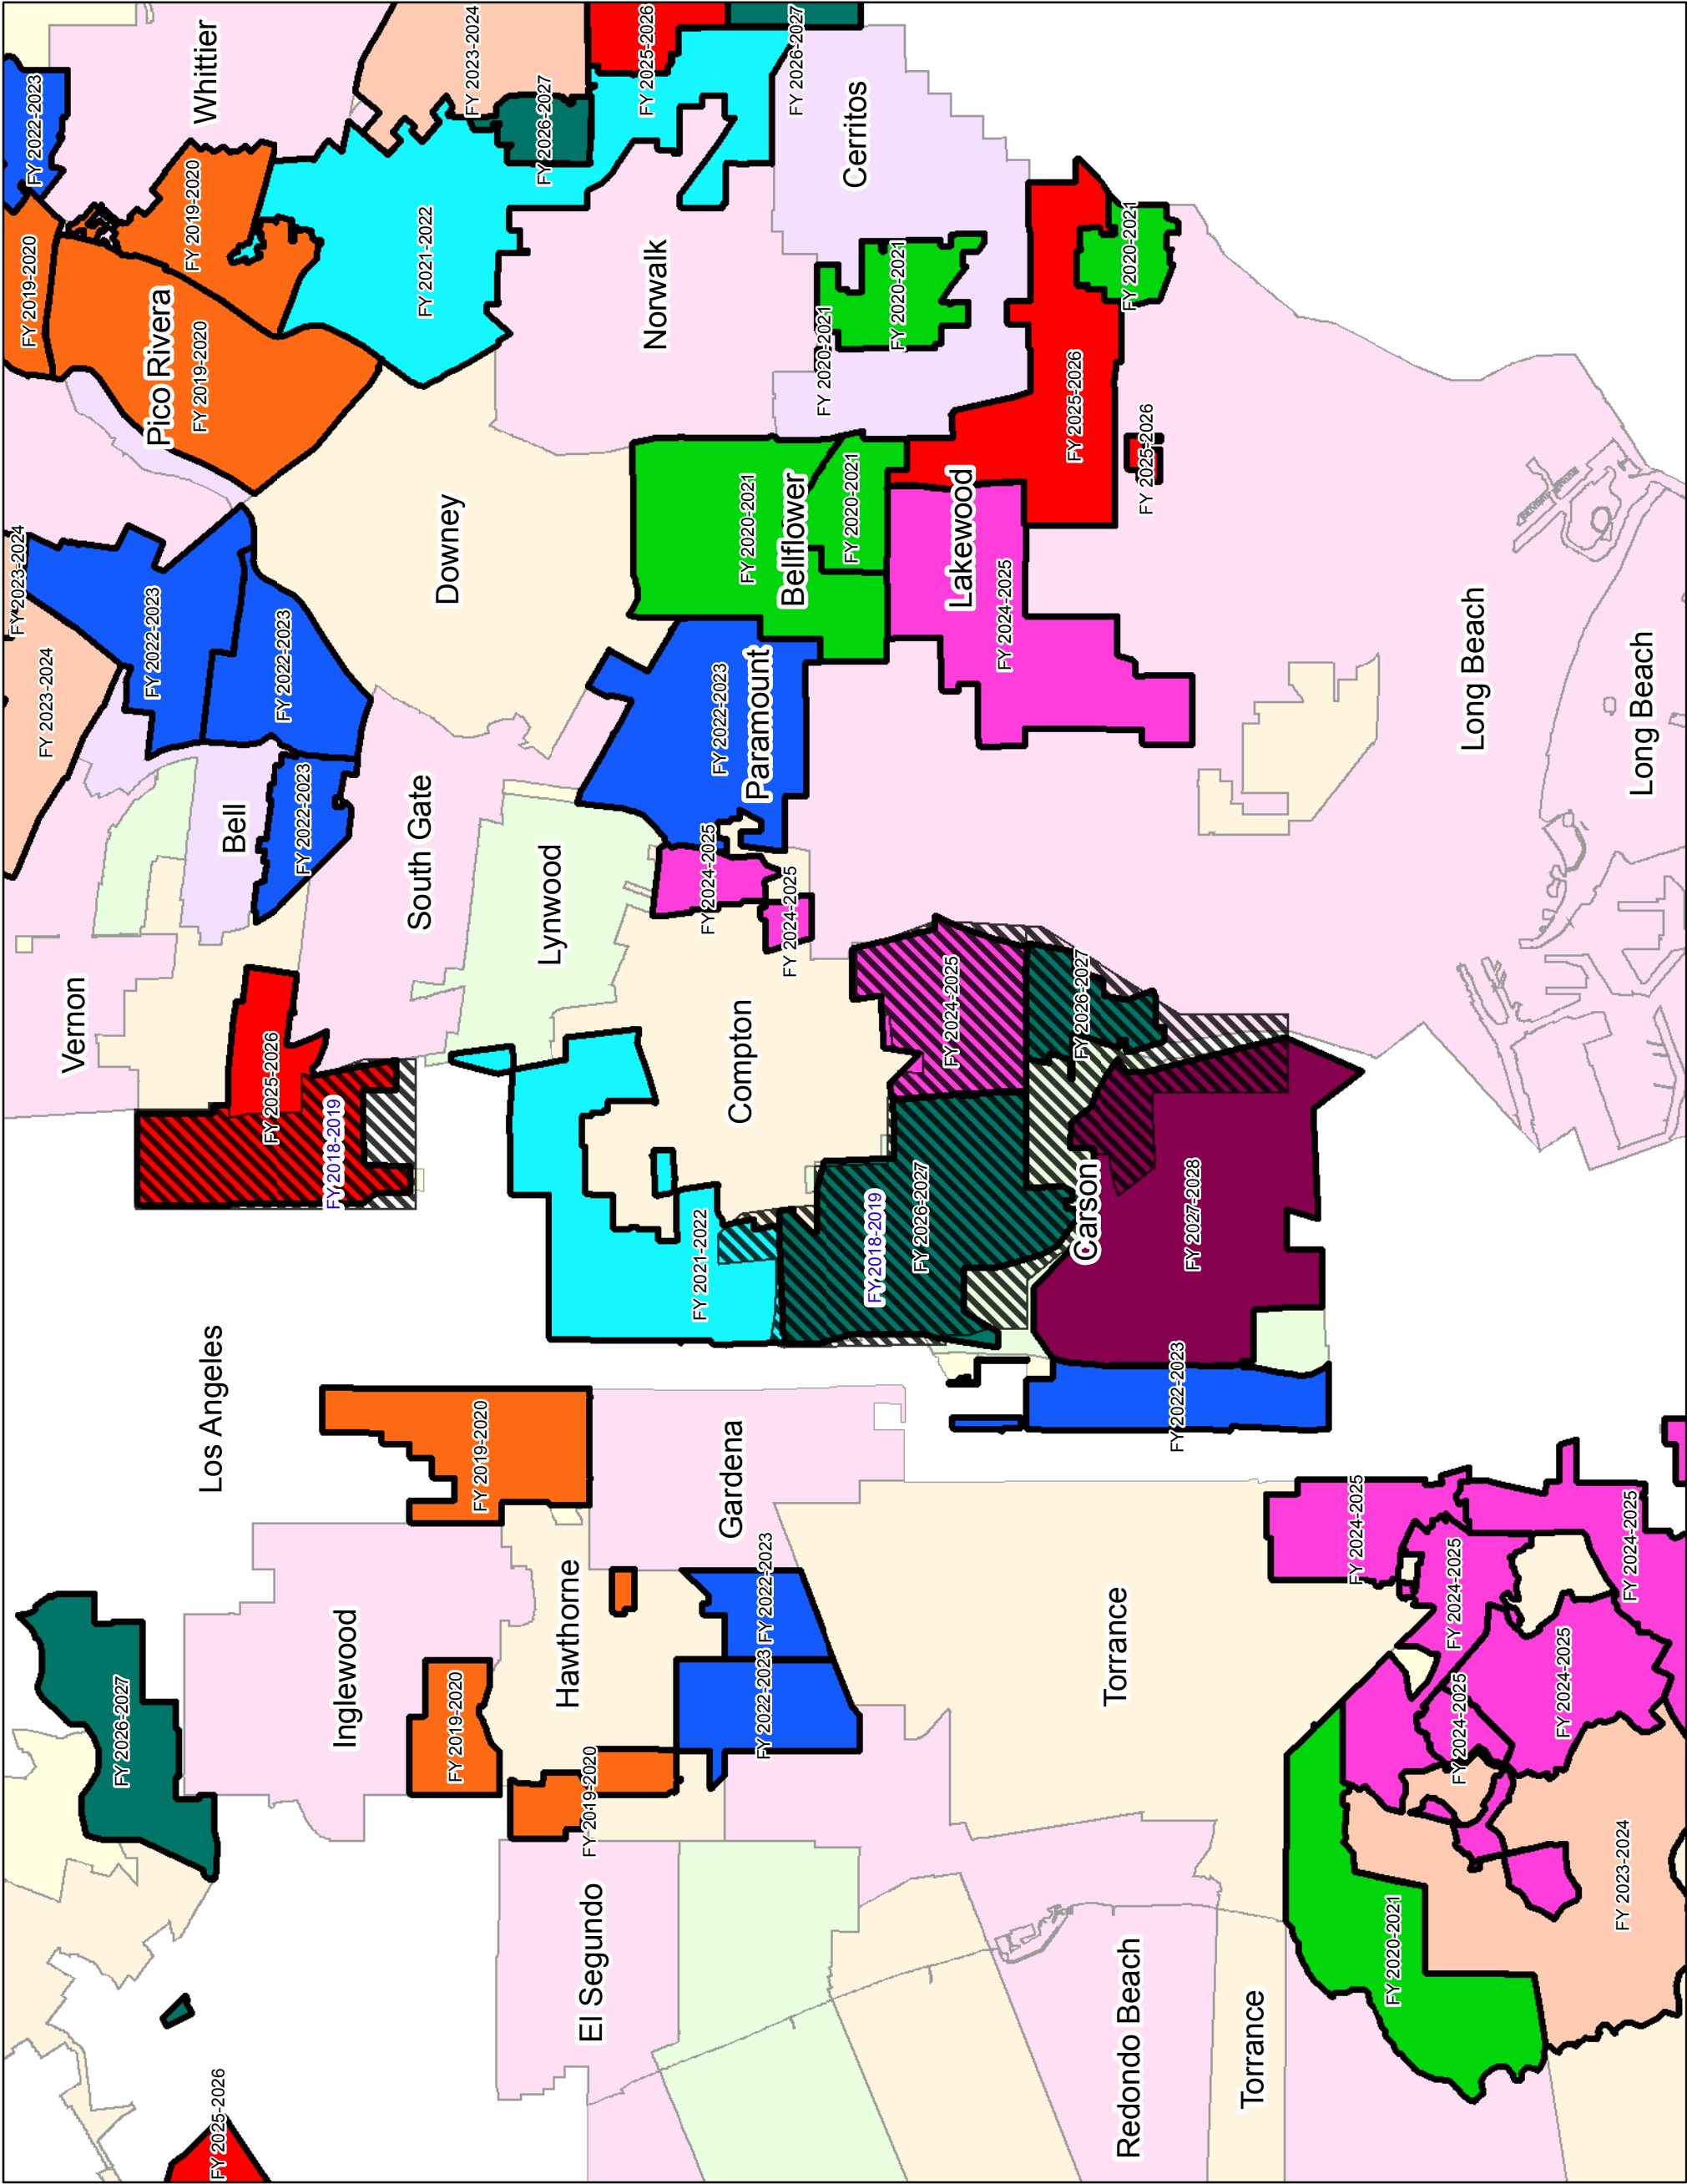 FY 2023-2024
FY 2019-2020
FY 2022-2023
FY 2023-2024
Vernon
FY 2026-2027
FY 2022-2023
Pico Rivera
FY 2019-2020
FY 2019-2020
Whittier
Los Angeles
FY 2025-2026
Bell
FY 2025-2026
FY 2022-2023
FY 2022-2023
FY 2018-2019
Inglewood
South Gate
FY 2021-2022
Downey
FY 2019-2020
FY 2023-2024
FY 2019-2020
FY 2026-2027
Lynwood
Hawthorne
FY 2019-2020
El Segundo
FY 2025-2026
Norwalk
FY 2021-2022
FY 2024-2025
FY 2022-2023
Gardena
Compton
FY 2020-2021
Paramount
FY 2022-2023
FY 2022-2023
FY 2024-2025
Bellflower
FY 2026-2027
FY 2020-2021
FY 2020-2021
Cerritos
FY 2018-2019
FY 2020-2021
FY 2026-2027
FY 2024-2025
Lakewood
FY 2024-2025
FY 2025-2026
FY 2026-2027
Carson
Torrance
Redondo Beach
FY 2020-2021
FY 2025-2026
FY 2022-2023
FY 2027-2028
Torrance
FY 2024-2025
FY 2020-2021
FY 2024-2025
FY 2024-2025
Long Beach
FY 2024-2025
FY 2023-2024
FY 2024-2025
Long Beach